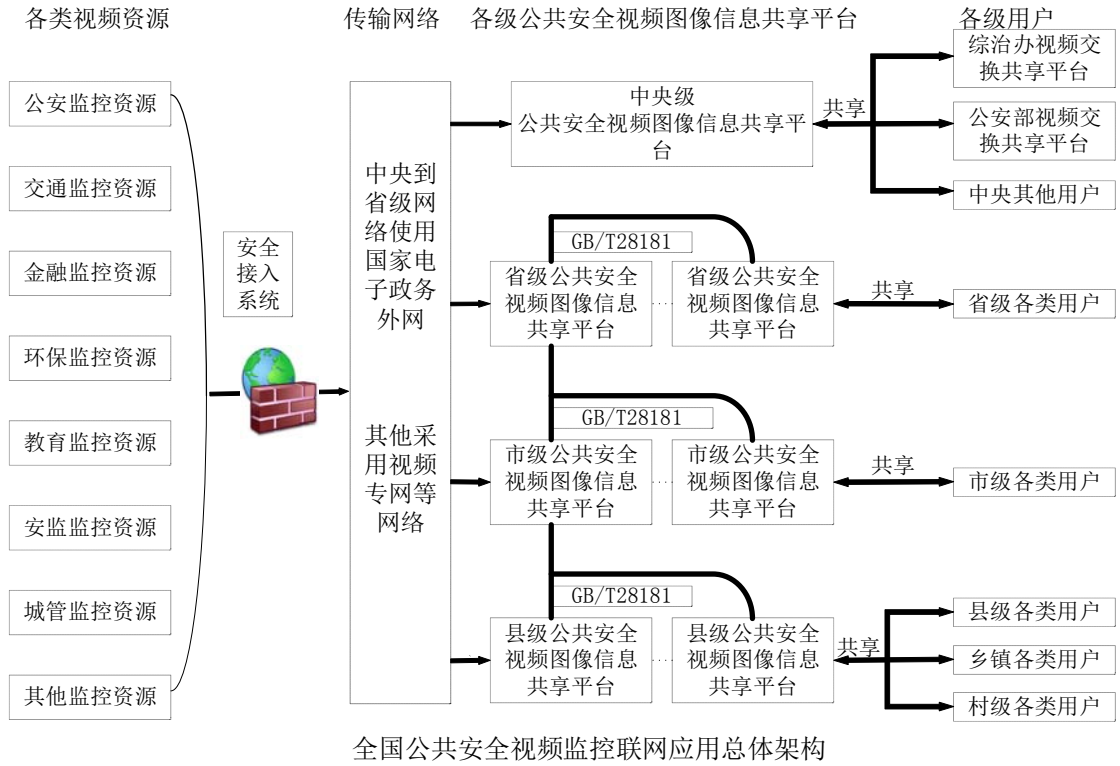 各类视频资源
传输网络
各级公共安全视频图像信息共享平台
各级用户
公安监控资源
交通监控资源
金融监控资源
环保监控资源
教育监控资源
安监监控资源
城管监控资源
其他监控资源
安全
接入
系统
中央到
省级网
络使用
国家电
子政务
外网
其他采
用视频
专网等
网络
中央级
公共安全视频图像信息共享平
台
共享
综治办视频交
换共享平台
公安部视频交
换共享平台
中央其他用户
GB/T28181
省级公共安全
视频图像信息
共享平台
省级公共安全
视频图像信息
共享平台
共享
省级各类用户
GB/T28181
市级公共安全
视频图像信息
共享平台
市级公共安全
视频图像信息
共享平台
共享
市级各类用户
GB/T28181
县级公共安全
视频图像信息
共享平台
县级公共安全
视频图像信息
共享平台
共享
县级各类用户
乡镇各类用户
村级各类用户
全国公共安全视频监控联网应用总体架构